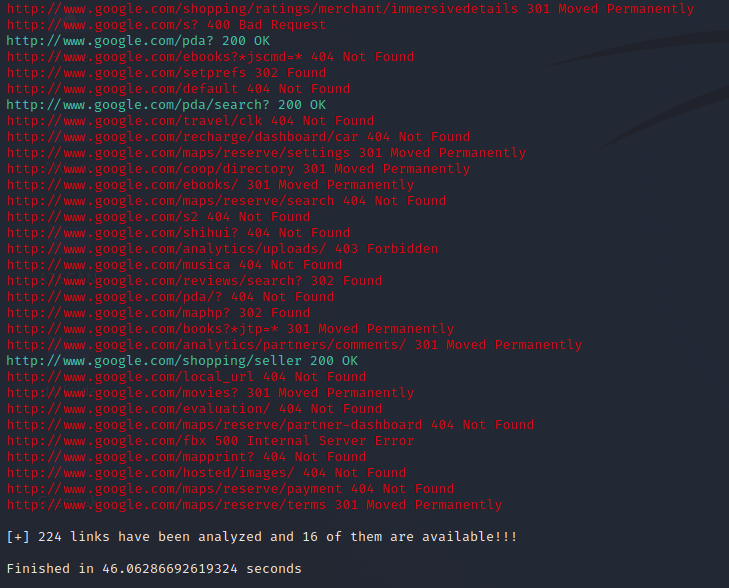 http://www.google.com/shopping/ratings/merchant/immersivedetails 301 Moved Permanently
http://www.google.com/s? 400 Bad Request
http://www.google.com/pda? 200 OK
http://www.google.com/ebooks?*jscmd=* 404 Not Found
http://www.google.com/setprefs 302 Found
http://www.google.com/default 404 Not Found
http://www.google.com/pda/search? 200 OK
http://www.google.com/travel/clk 404 Not Found
http://www.google.com/recharge/dashboard/car 404 Not Found
http://www.google.com/maps/reserve/settings 301 Moved Permanently
http://www.google.com/coop/directory 301 Moved Permanently
http://www.google.com/ebooks/ 301 Moved Permanently
http://www.google.com/maps/reserve/search 404 Not Found
http://www.google.com/s2 404 Not Found
http://www.google.com/shihui? 404 Not Found
http://www.google.com/analytics/uploads/ 403 Forbidden
http://www.google.com/musica 404 Not Found
http://www.google.com/reviews/search? 302 Found
http://www.google.com/pda/? 404 Not Found
http://www.google.com/maphp? 302 Found
http://www.google.com/books?*jtp=* 301 Moved Permanently
http://www.google.com/analytics/partners/comments/ 301 Moved Permanently
http://www.google.com/shopping/seller 200 OK
http://www.google.com/local_url 404 Not Found
http://www.google.com/movies? 301 Moved Permanently
http://www.google.com/evaluation/ 404 Not Found
http://www.google.com/maps/reserve/partner-dashboard 404 Not Found
http://www.google.com/fbx 500 Internal Server Error
http://www.google.com/mapprint? 404 Not Found
http://www.google.com/hosted/images/ 404 Not Found
http://www.google.com/maps/reserve/payment 404 Not Found
http://www.google.com/maps/reserve/terms 301 Moved Permanently
[+] 224 links have been analyzed and 16 of them are available!!!
Finished in 46.06286692619324 seconds